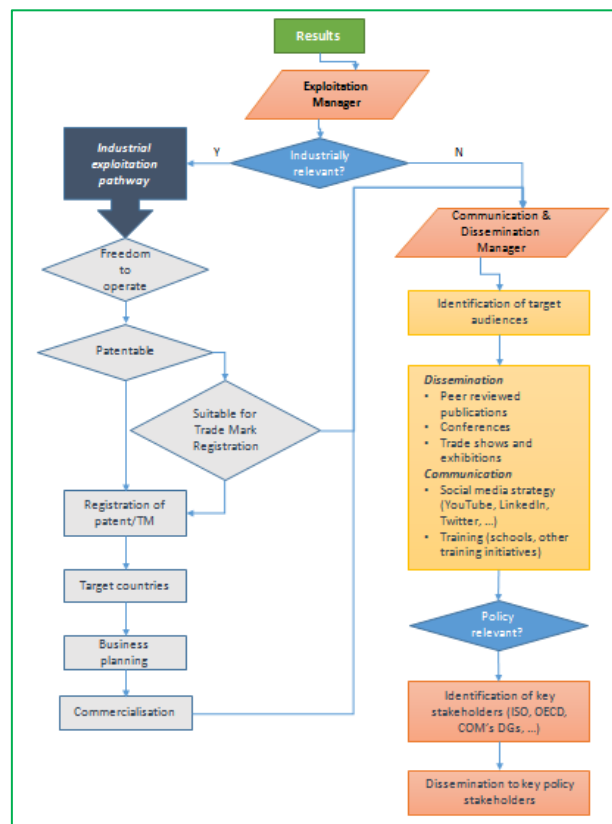 Results
Exploitation
Manager
Industrial
exploitation
pathway
Y
Industrially
relevant?
N
Communication &
Dissemination
Manager
Freedom
to
operate
Identification of target
audiences
Patentable
Suitable for
Trade Mark
Registration
Dissemination
• Peer reviewed
publications
• Conferences
• Trade shows and
exhibitions
Communication
• Social media strategy
(YouTube, LinkedIn,
Twitter, ...)
• Training (schools, other
training initiatives)
Registration of
patent/TM
Target countries
Business
planning
Commercialisation
Policy
relevant?
Identification of key
stakeholders (ISO, OECD,
COM's DGs, ...)
Dissemination to key policy
stakeholders